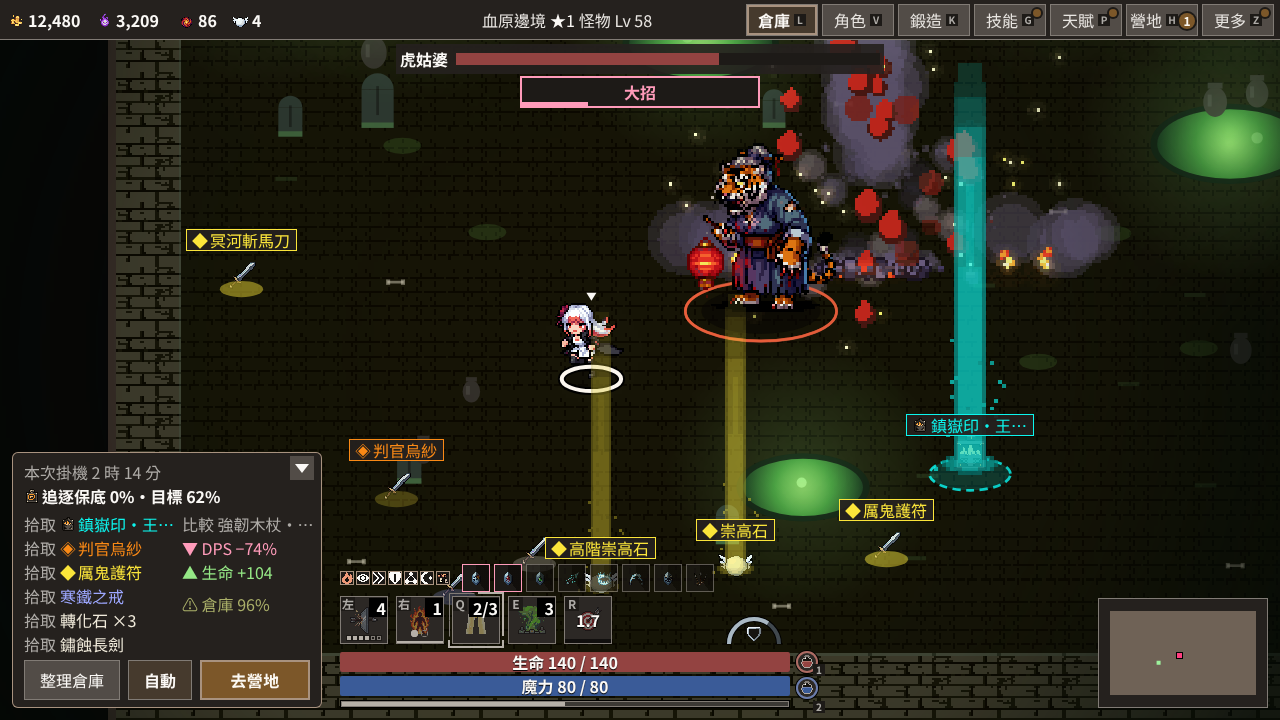 12,480 3,209 86 4
血原邊境 ★1 怪物 Lv 58
倉庫 L 角色 V 鍛造 K 技能 G 天賦 P 營地 H 1 更多 Z
虎姑婆
大招
冥河斬馬刀
鎮嶽印・王…
判官烏紗
厲鬼護符
崇高石
高階崇高石
本次掛機 2 時 14 分
追逐保底 0%・目標 62%
拾取 鎮嶽印・王… 比較 強韌木杖・…
拾取 判官烏紗 ▼ DPS −74%
拾取 厲鬼護符 ▲ 生命 +104
拾取 寒鐵之戒 ⚠ 倉庫 96%
拾取 轉化石 ×3
拾取 鏽蝕長劍
整理倉庫 自動 去營地
左 4 右 1 Q 2/3 E 3 R 1.7
生命 140 / 140 1
魔力 80 / 80 2